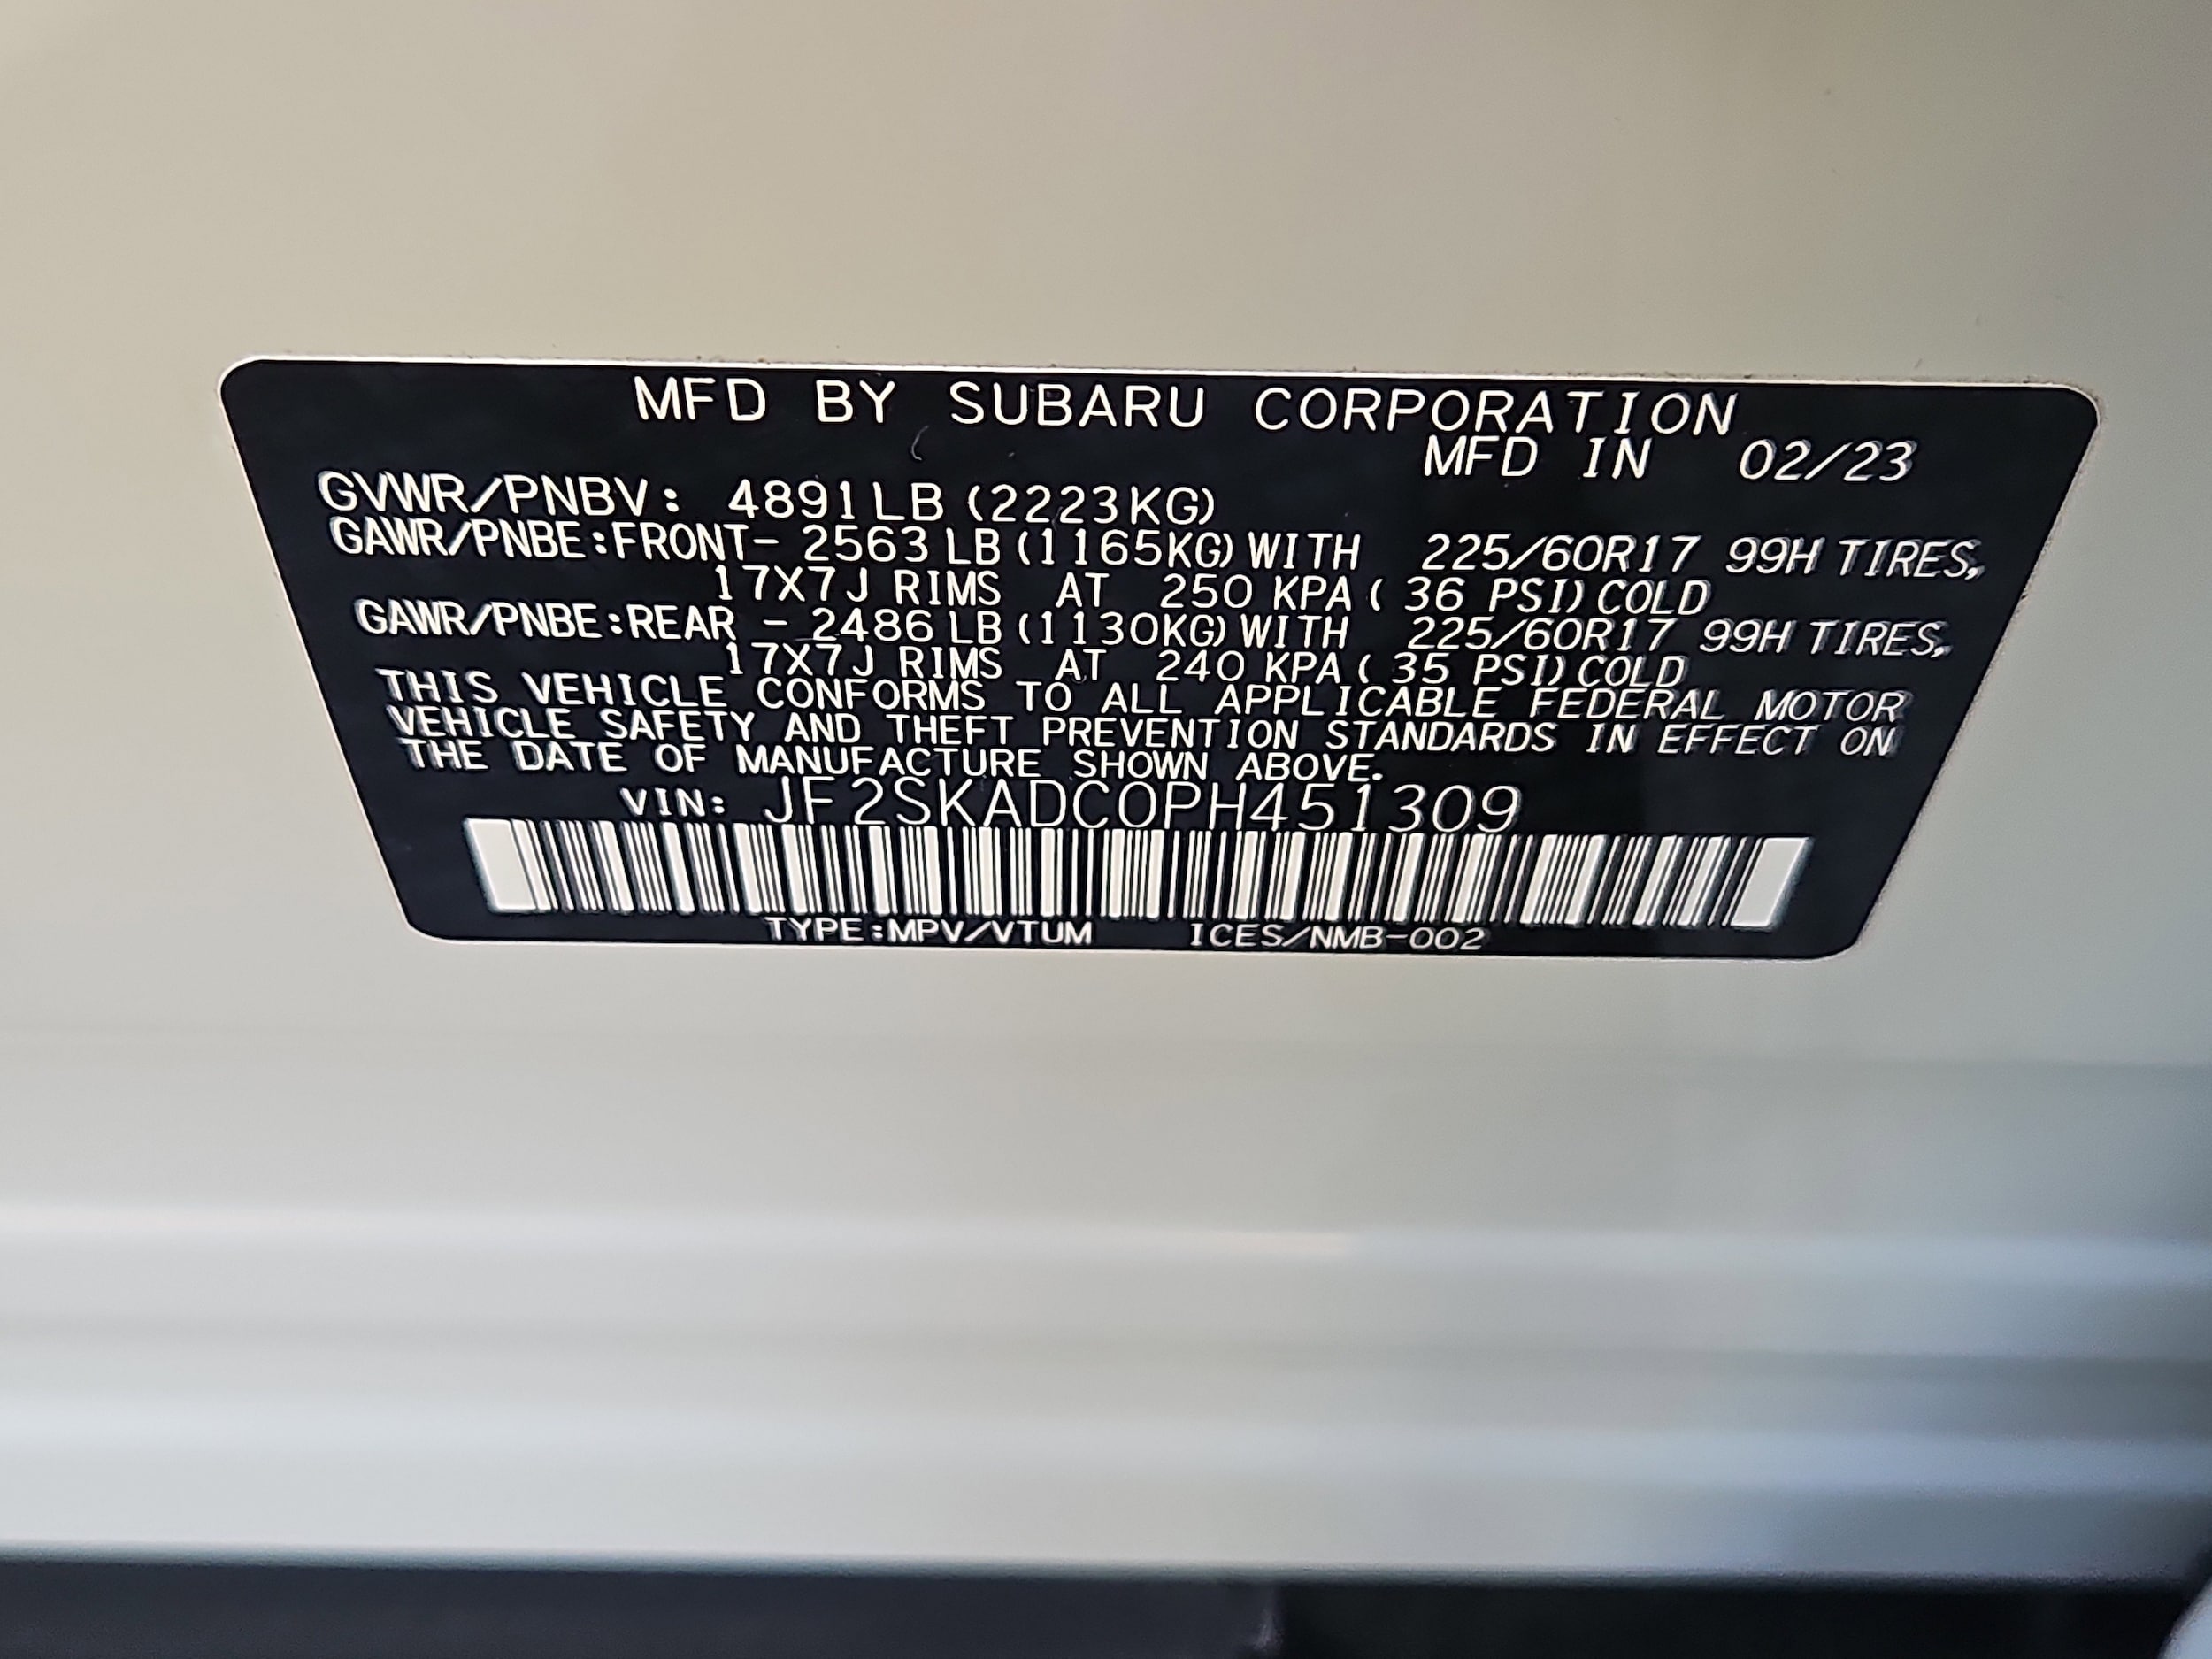 MFD BY SUBARU CORPORATION
MFD IN 02/23
GVWR/PNBV: 4891LB (2223KG)
GAWR/PNBE:FRONT- 2563 LB (1165KG) WITH 225/60R17 99H TIRES,
17X7J RIMS AT 250 KPA ( 36 PSI) COLD
GAWR/PNBE:REAR - 2486 LB (1130KG) WITH 225/60R17 99H TIRES,
17X7J RIMS AT 240 KPA ( 35 PSI) COLD
THIS VEHICLE CONFORMS TO ALL APPLICABLE FEDERAL MOTOR
VEHICLE SAFETY AND THEFT PREVENTION STANDARDS IN EFFECT ON
THE DATE OF MANUFACTURE SHOWN ABOVE.
VIN: JF2SKADC0PH451309
TYPE:MPV/VTUM ICES/NMB-002